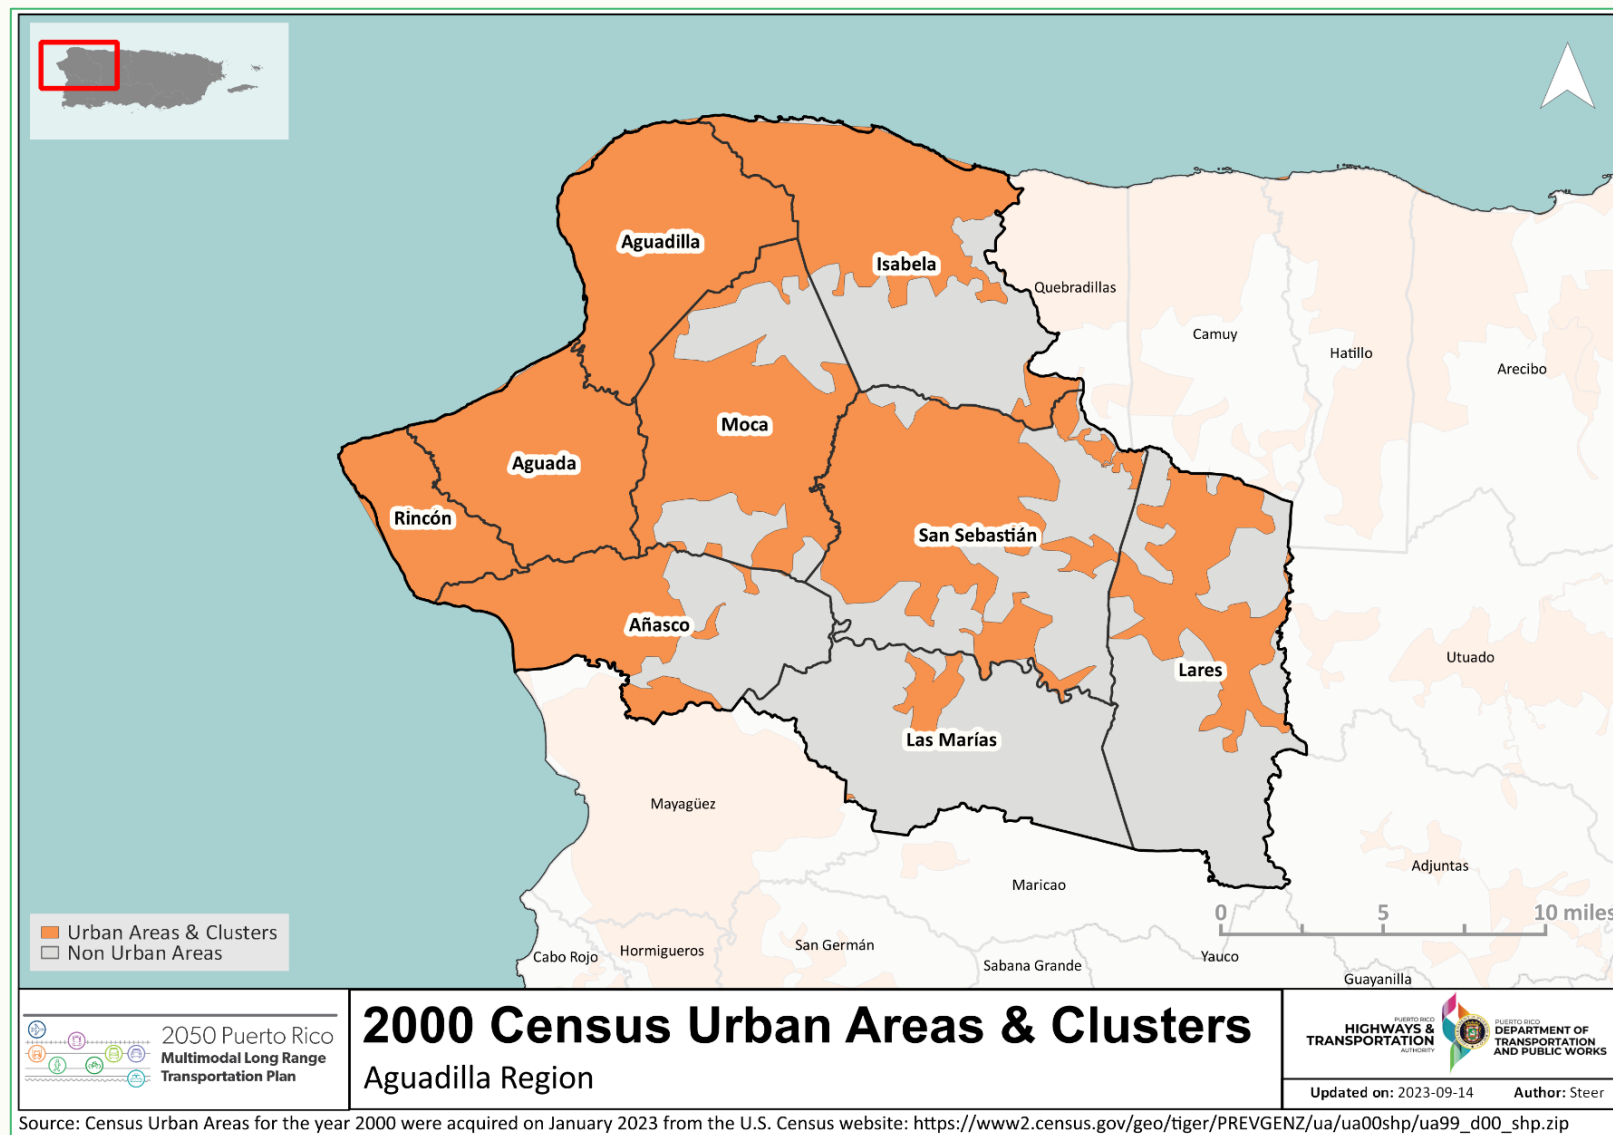 Aguadilla
Isabela
Quebradillas
Camuy
Hatillo
Arecibo
Moca
Aguada
Rincón
San Sebastián
Añasco
Utuado
Lares
Las Marías
Mayagüez
Adjuntas
Maricao
0 5 10 miles
Urban Areas & Clusters
Non Urban Areas
Cabo Rojo
Hormigueros
San Germán
Sabana Grande
Yauco
Guayanilla
2050 Puerto Rico
Multimodal Long Range
Transportation Plan
2000 Census Urban Areas & Clusters
Aguadilla Region
PUERTO RICO
HIGHWAYS &
TRANSPORTATION
AUTHORITY
PUERTO RICO
DEPARTMENT OF
TRANSPORTATION
AND PUBLIC WORKS
Updated on: 2023-09-14 Author: Steer
Source: Census Urban Areas for the year 2000 were acquired on January 2023 from the U.S. Census website: https://www2.census.gov/geo/tiger/PREVGENZ/ua/ua00shp/ua99_d00_shp.zip